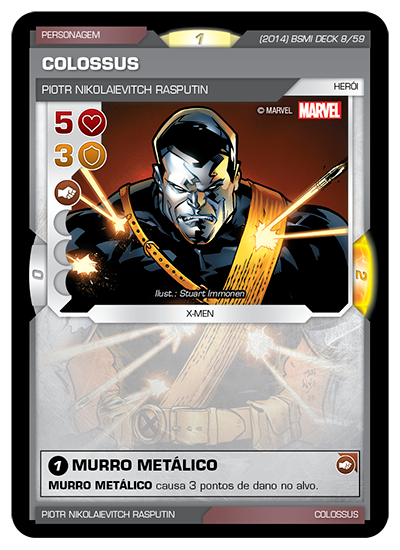 PERSONAGEM
1
(2014) BSMI DECK 8/59
COLOSSUS
PIOTR NIKOLAIEVITCH RASPUTIN
HERÓI
5
© MARVEL MARVEL
3
0
2
Ilust.: Stuart Immonen
X-MEN
1 MURRO METÁLICO
MURRO METÁLICO causa 3 pontos de dano no alvo.
PIOTR NIKOLAIEVITCH RASPUTIN
COLOSSUS